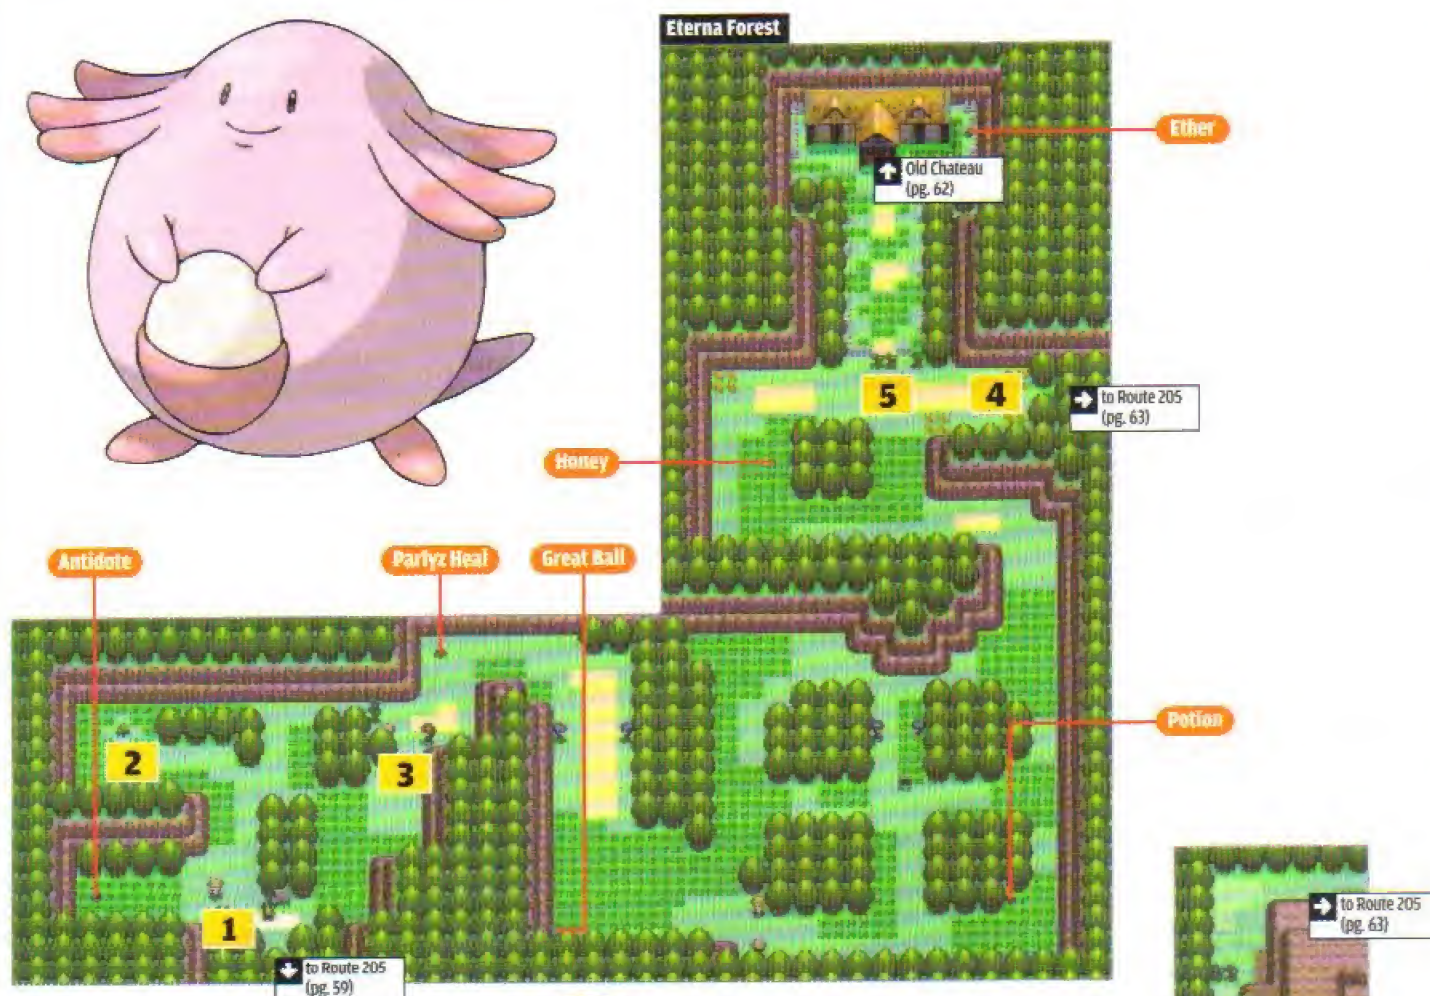 Eterna Forest
Ether
Old Chateau
(pg. 62)
5
4
to Route 205
(pg. 63)
Honey
Antidote
Parlyz Heal
Great Ball
Potion
2
3
1
to Route 205
(pg. 59)
to Route 205
(pg. 63)